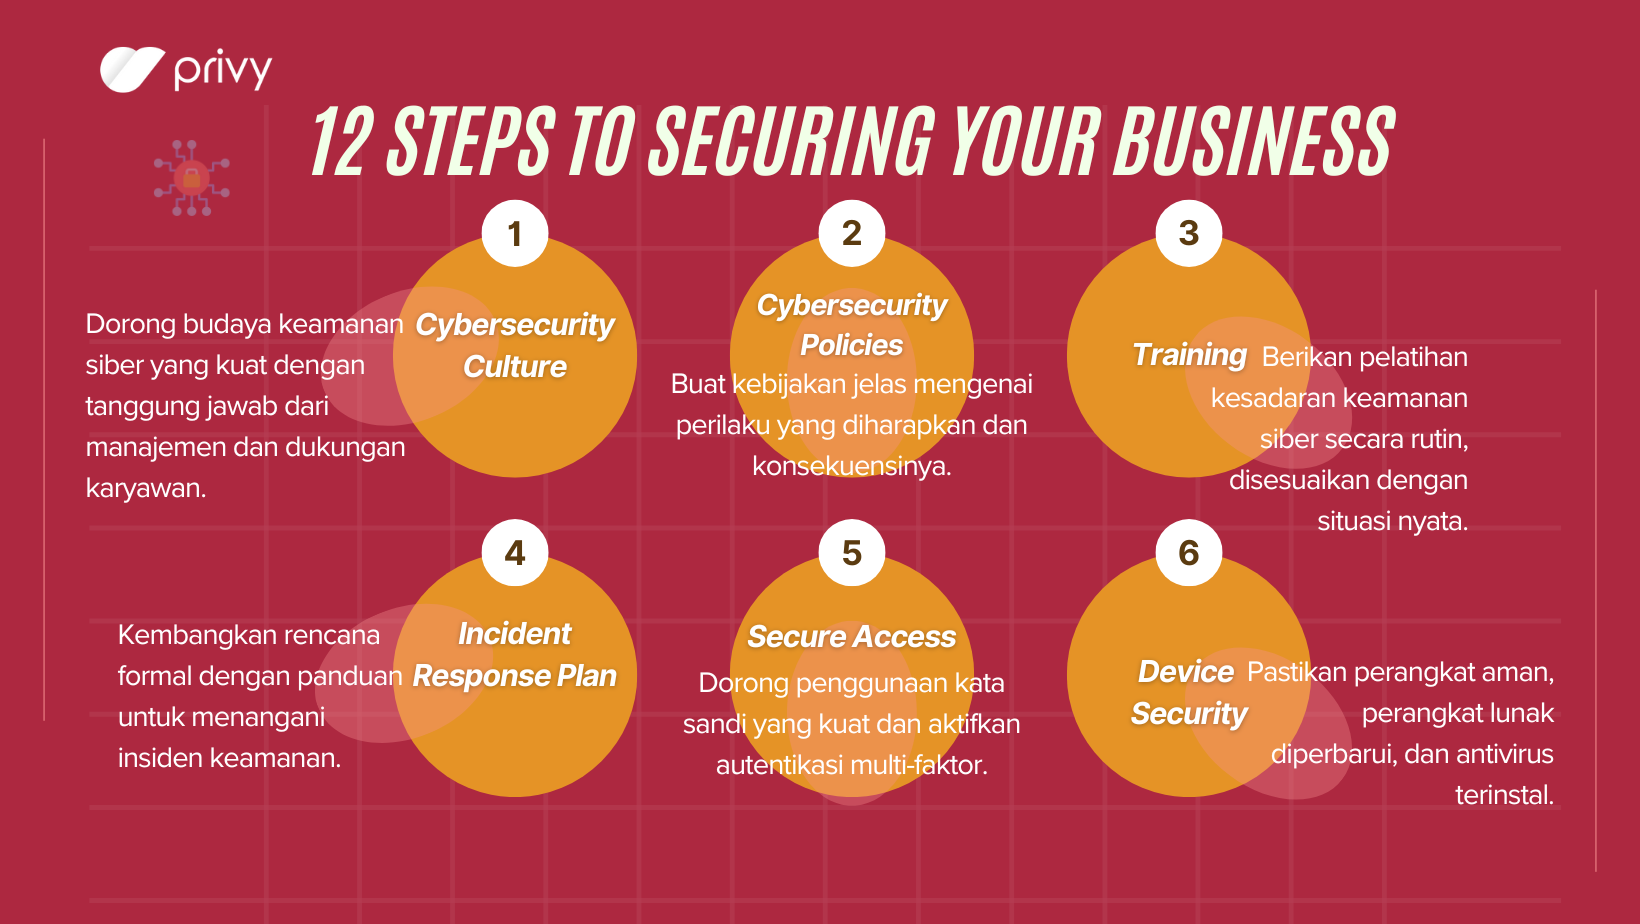 privy
12 STEPS TO SECURING YOUR BUSINESS
1
Cybersecurity
Culture
Dorong budaya keamanan
siber yang kuat dengan
tanggung jawab dari
manajemen dan dukungan
karyawan.
2
Cybersecurity
Policies
Buat kebijakan jelas mengenai
perilaku yang diharapkan dan
konsekuensinya.
3
Training
Berikan pelatihan
kesadaran keamanan
siber secara rutin,
disesuaikan dengan
situasi nyata.
4
Incident
Response Plan
Kembangkan rencana
formal dengan panduan
untuk menangani
insiden keamanan.
5
Secure Access
Dorong penggunaan kata
sandi yang kuat dan aktifkan
autentikasi multi-faktor.
6
Device
Security
Pastikan perangkat aman,
perangkat lunak
diperbarui, dan antivirus
terinstal.